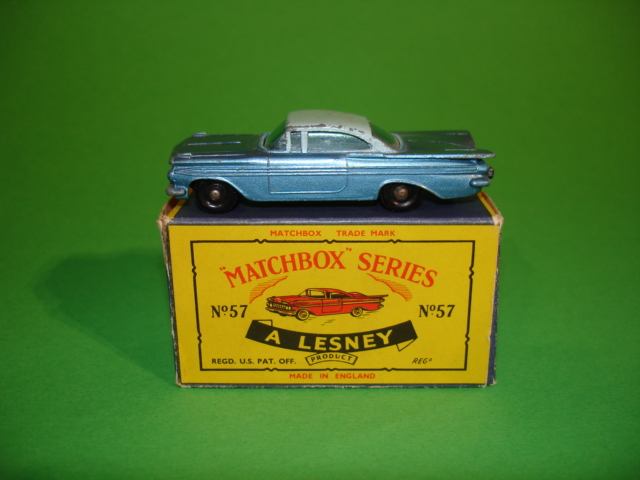 MATCHBOX TRADE MARK
"MATCHBOX" SERIES
Nº57 Nº57
A LESNEY
PRODUCT
REGD. U.S. PAT. OFF. REGD
MADE IN ENGLAND